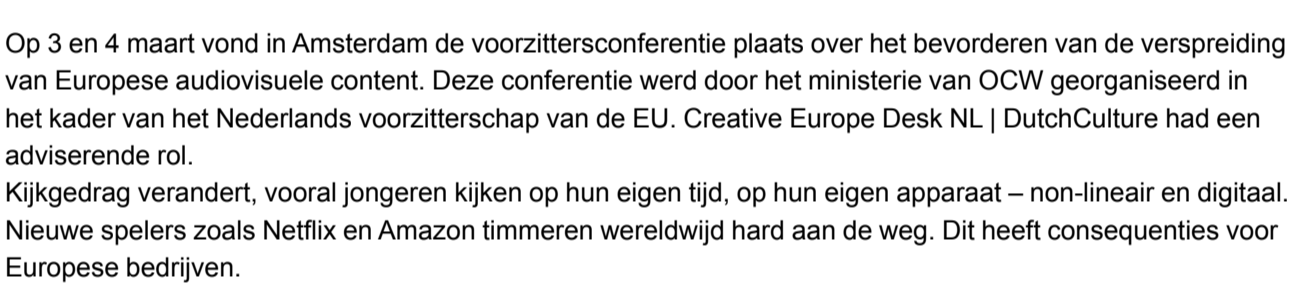 Op 3 en 4 maart vond in Amsterdam de voorzittersconferentie plaats over het bevorderen van de verspreiding
van Europese audiovisuele content. Deze conferentie werd door het ministerie van OCW georganiseerd in
het kader van het Nederlands voorzitterschap van de EU. Creative Europe Desk NL | DutchCulture had een
adviserende rol.
Kijkgedrag verandert, vooral jongeren kijken op hun eigen tijd, op hun eigen apparaat – non-lineair en digitaal.
Nieuwe spelers zoals Netflix en Amazon timmeren wereldwijd hard aan de weg. Dit heeft consequenties voor
Europese bedrijven.